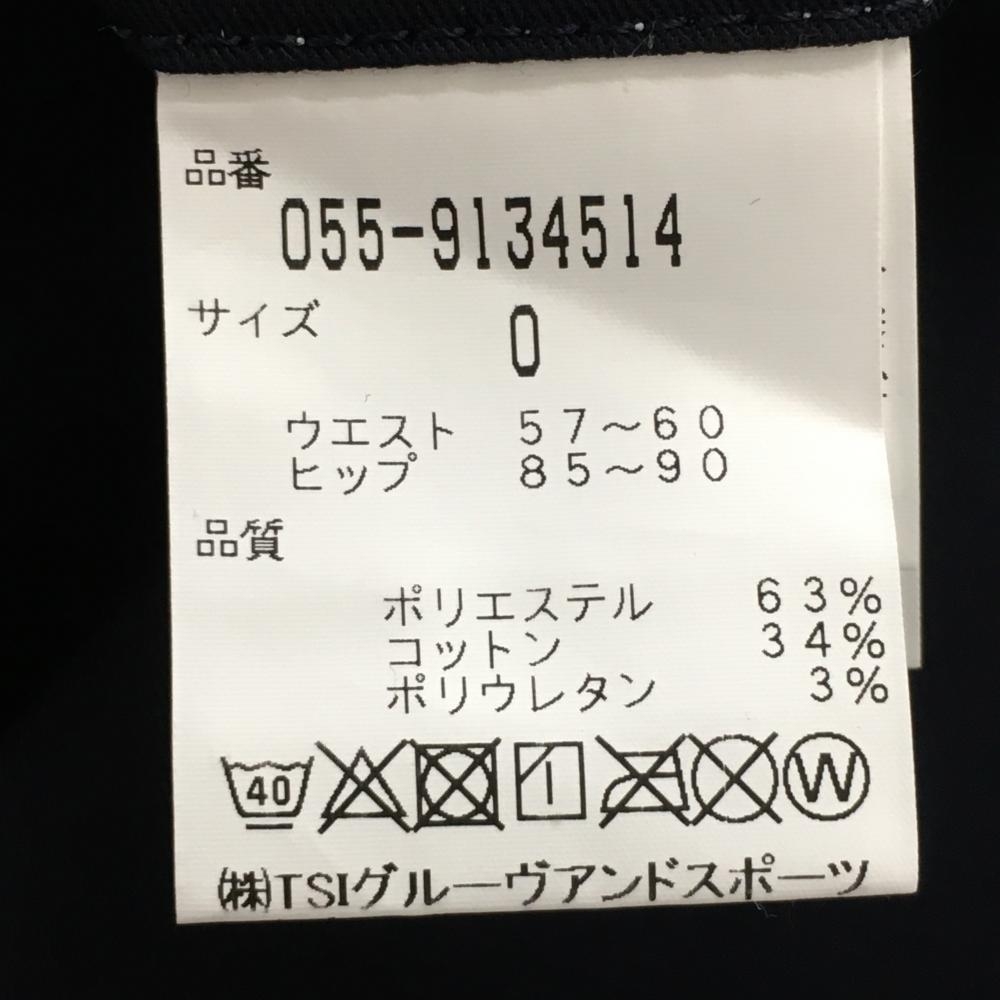 品番
055-9134514
サイズ
0
ウエスト 57～60
ヒップ 85～90
品質
ポリエステル 63%
コットン 34%
ポリウレタン 3%
40 W
㈱TSIグルーヴアンドスポーツ